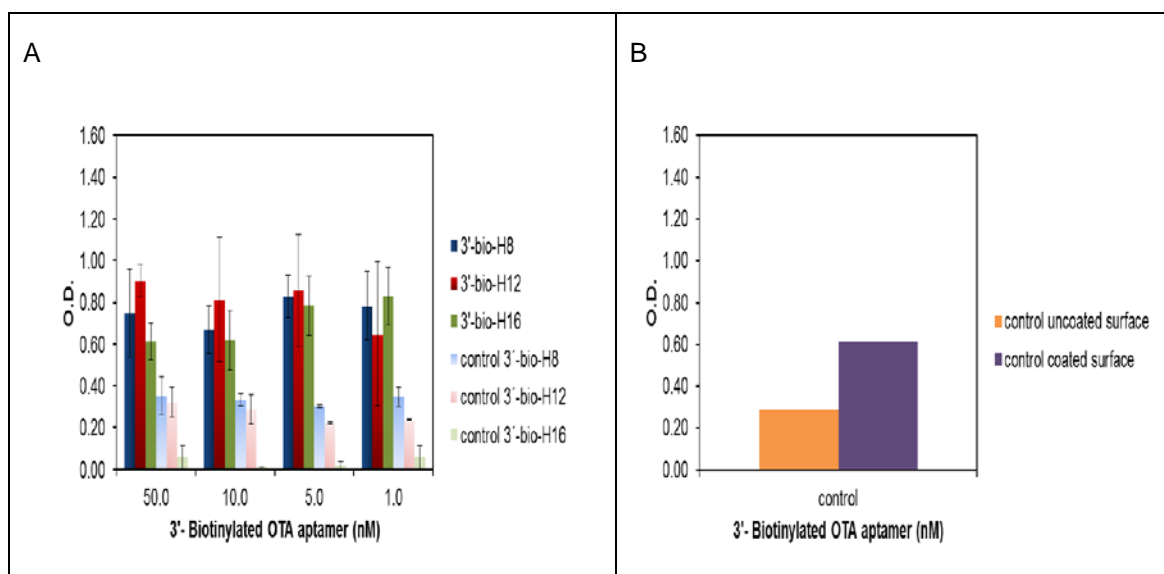 A
1.60
1.40
1.20
1.00
0.80
0.60
0.40
0.20
0.00
O.D.
50.0 10.0 5.0 1.0
3'- Biotinylated OTA aptamer (nM)
3'-bio-H8
3'-bio-H12
3'-bio-H16
control 3´-bio-H8
control 3´-bio-H12
control 3´-bio-H16
B
1.60
1.40
1.20
1.00
0.80
0.60
0.40
0.20
0.00
O.D.
control
3'- Biotinylated OTA aptamer (nM)
control uncoated surface
control coated surface